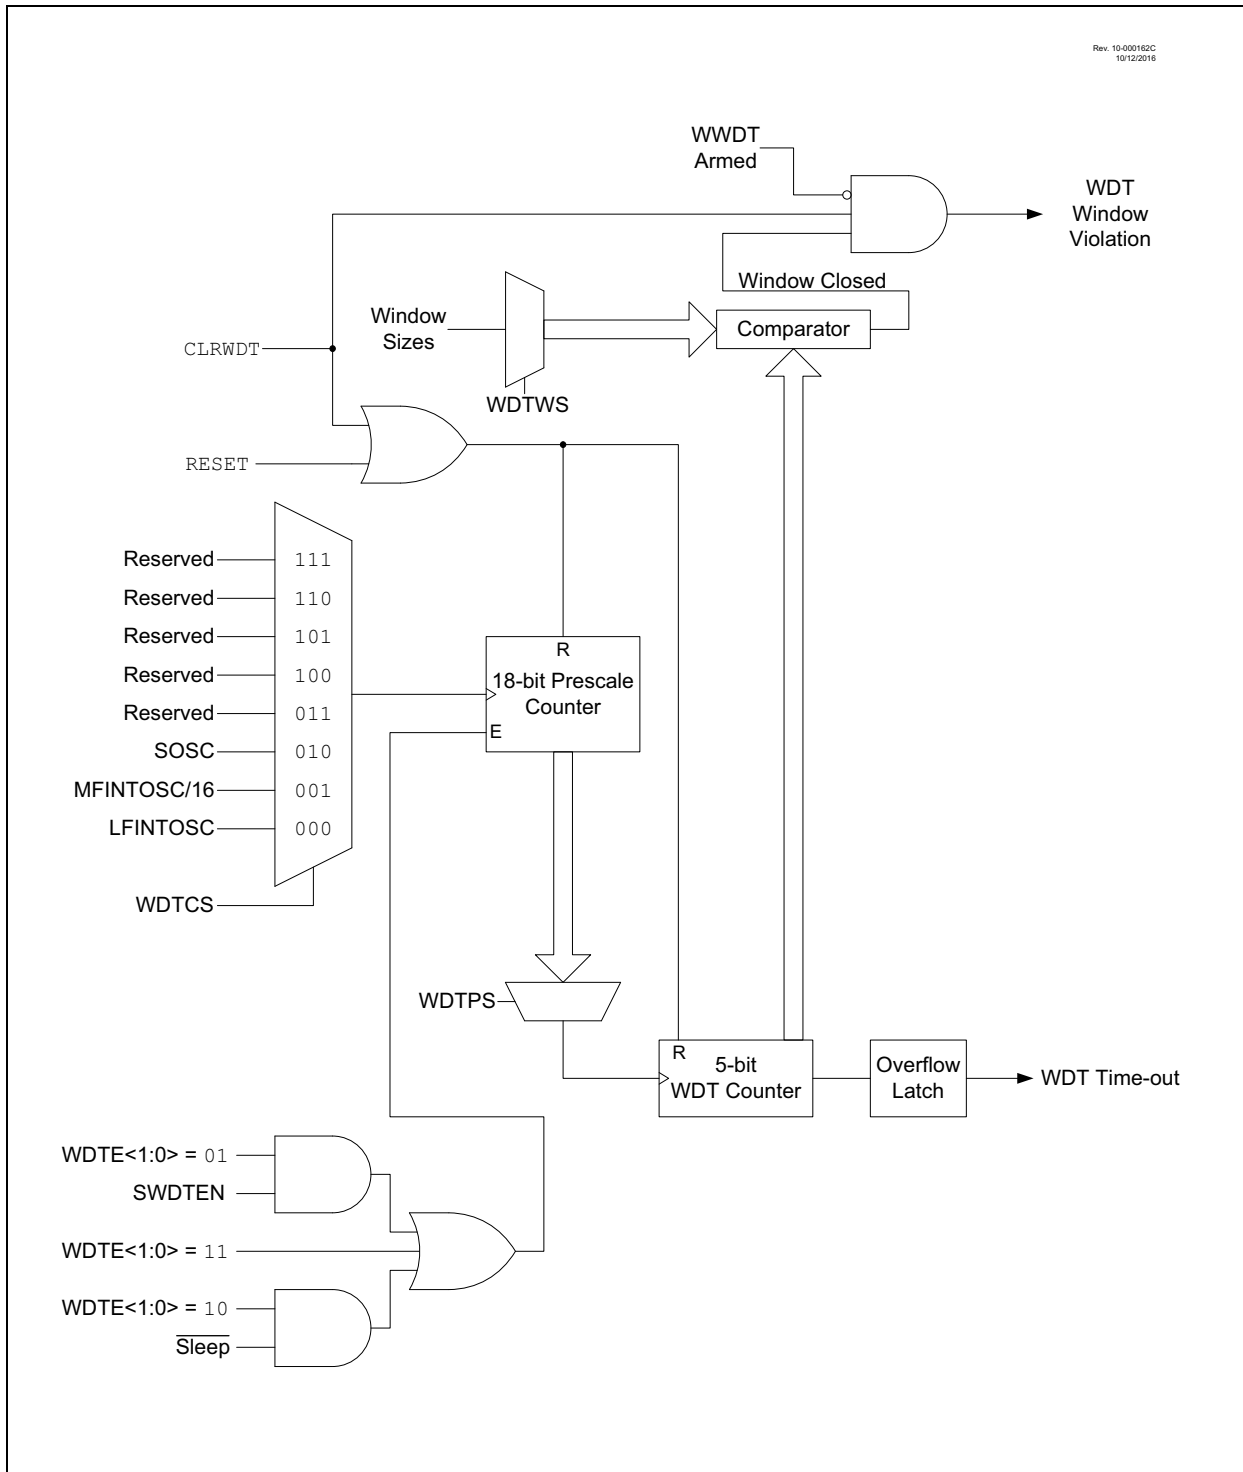 Rev. 10-000162C
10/12/2016
WWDT
Armed
WDT
Window
Violation
Window Closed
Window
Sizes
Comparator
CLRWDT
WDTWS
RESET
Reserved 111
Reserved 110
Reserved 101
Reserved 100
Reserved 011
SOSC 010
MFINTOSC/16 001
LFINTOSC 000
R
18-bit Prescale
Counter
E
WDTCS
WDTPS
R
5-bit
WDT Counter
Overflow
Latch
WDT Time-out
WDTE<1:0> = 01
SWDTEN
WDTE<1:0> = 11
WDTE<1:0> = 10
Sleep